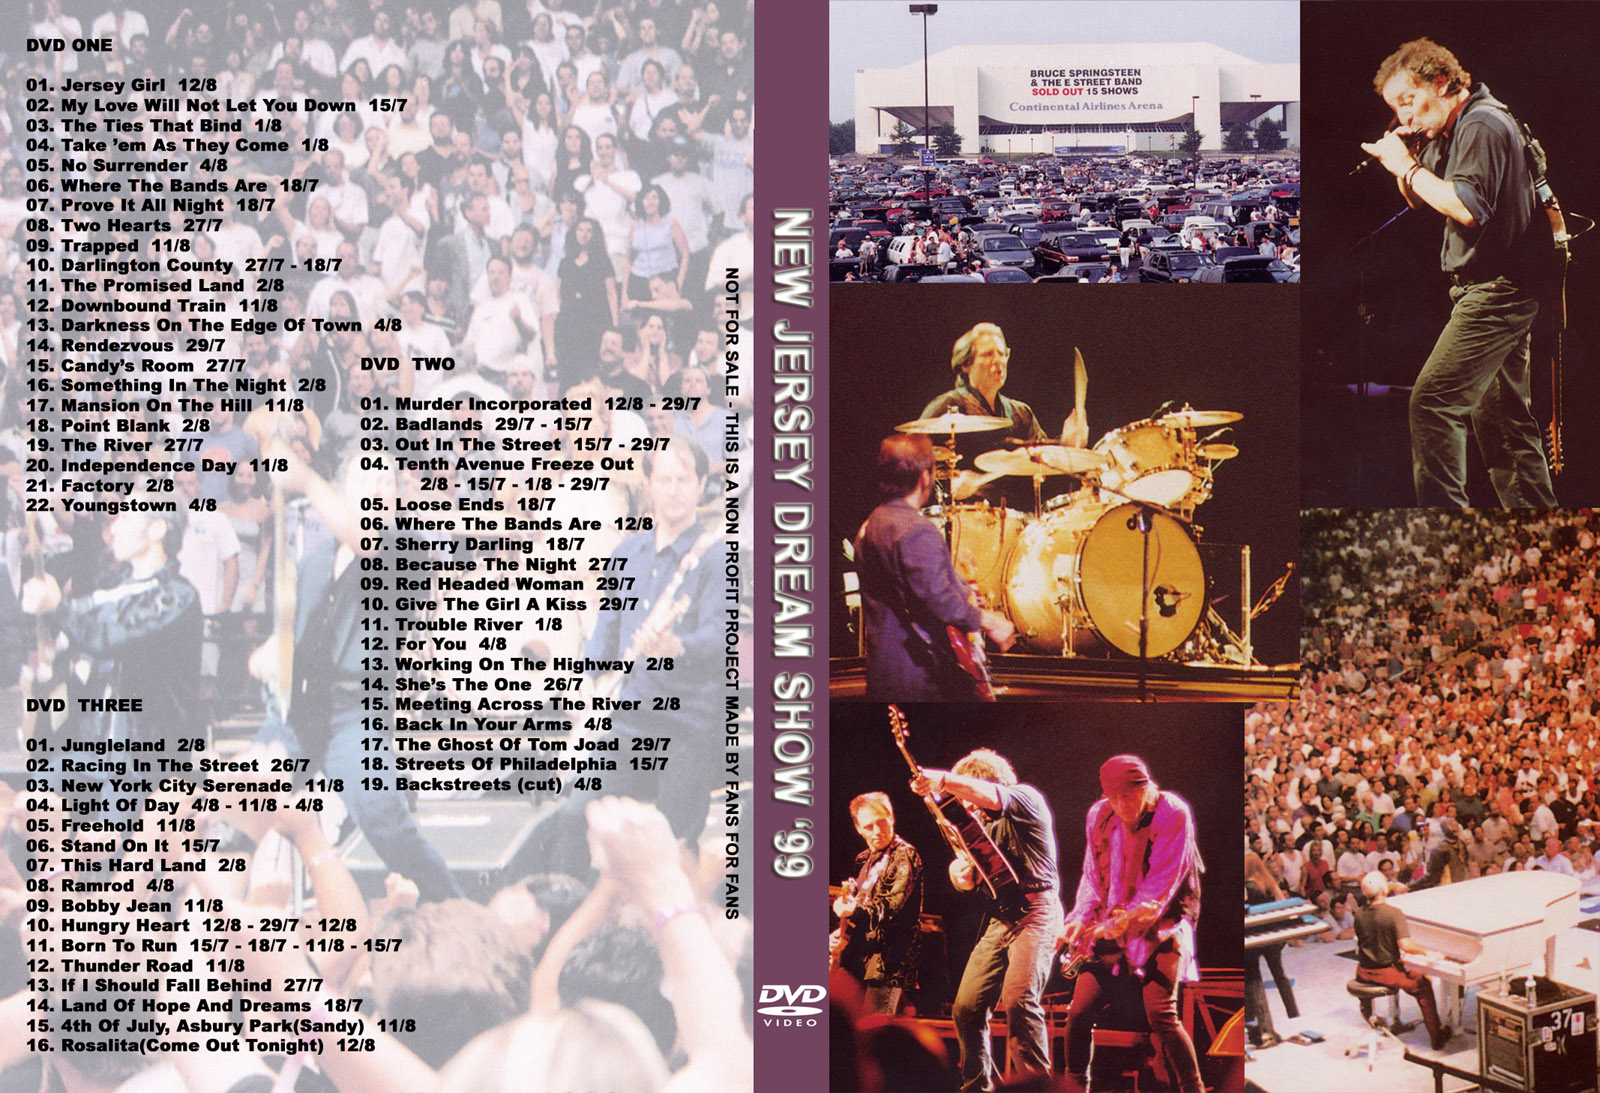 DVD ONE
01. Jersey Girl 12/8
02. My Love Will Not Let You Down 15/7
03. The Ties That Bind 1/8
04. Take ’em As They Come 1/8
05. No Surrender 4/8
06. Where The Bands Are 18/7
07. Prove It All Night 18/7
08. Two Hearts 27/7
09. Trapped 11/8
10. Darlington County 27/7 - 18/7
11. The Promised Land 2/8
12. Downbound Train 11/8
13. Darkness On The Edge Of Town 4/8
14. Rendezvous 29/7
15. Candy’s Room 27/7
16. Something In The Night 2/8
17. Mansion On The Hill 11/8
18. Point Blank 2/8
19. The River 27/7
20. Independence Day 11/8
21. Factory 2/8
22. Youngstown 4/8
DVD TWO
01. Murder Incorporated 12/8 - 29/7
02. Badlands 29/7 - 15/7
03. Out In The Street 15/7 - 29/7
04. Tenth Avenue Freeze Out
2/8 - 15/7 - 1/8 - 29/7
05. Loose Ends 18/7
06. Where The Bands Are 12/8
07. Sherry Darling 18/7
08. Because The Night 27/7
09. Red Headed Woman 29/7
10. Give The Girl A Kiss 29/7
11. Trouble River 1/8
12. For You 4/8
13. Working On The Highway 2/8
14. She’s The One 26/7
15. Meeting Across The River 2/8
16. Back In Your Arms 4/8
17. The Ghost Of Tom Joad 29/7
18. Streets Of Philadelphia 15/7
19. Backstreets (cut) 4/8
DVD THREE
01. Jungleland 2/8
02. Racing In The Street 26/7
03. New York City Serenade 11/8
04. Light Of Day 4/8 - 11/8 - 4/8
05. Freehold 11/8
06. Stand On It 15/7
07. This Hard Land 2/8
08. Ramrod 4/8
09. Bobby Jean 11/8
10. Hungry Heart 12/8 - 29/7 - 12/8
11. Born To Run 15/7 - 18/7 - 11/8 - 15/7
12. Thunder Road 11/8
13. If I Should Fall Behind 27/7
14. Land Of Hope And Dreams 18/7
15. 4th Of July, Asbury Park(Sandy) 11/8
16. Rosalita(Come Out Tonight) 12/8
NOT FOR SALE - THIS IS A NON PROFIT PROJECT MADE BY FANS FOR FANS
NEW JERSEY DREAM SHOW '99
DVD
VIDEO
BRUCE SPRINGSTEEN
& THE E STREET BAND
SOLD OUT 15 SHOWS
Continental Airlines Arena
37